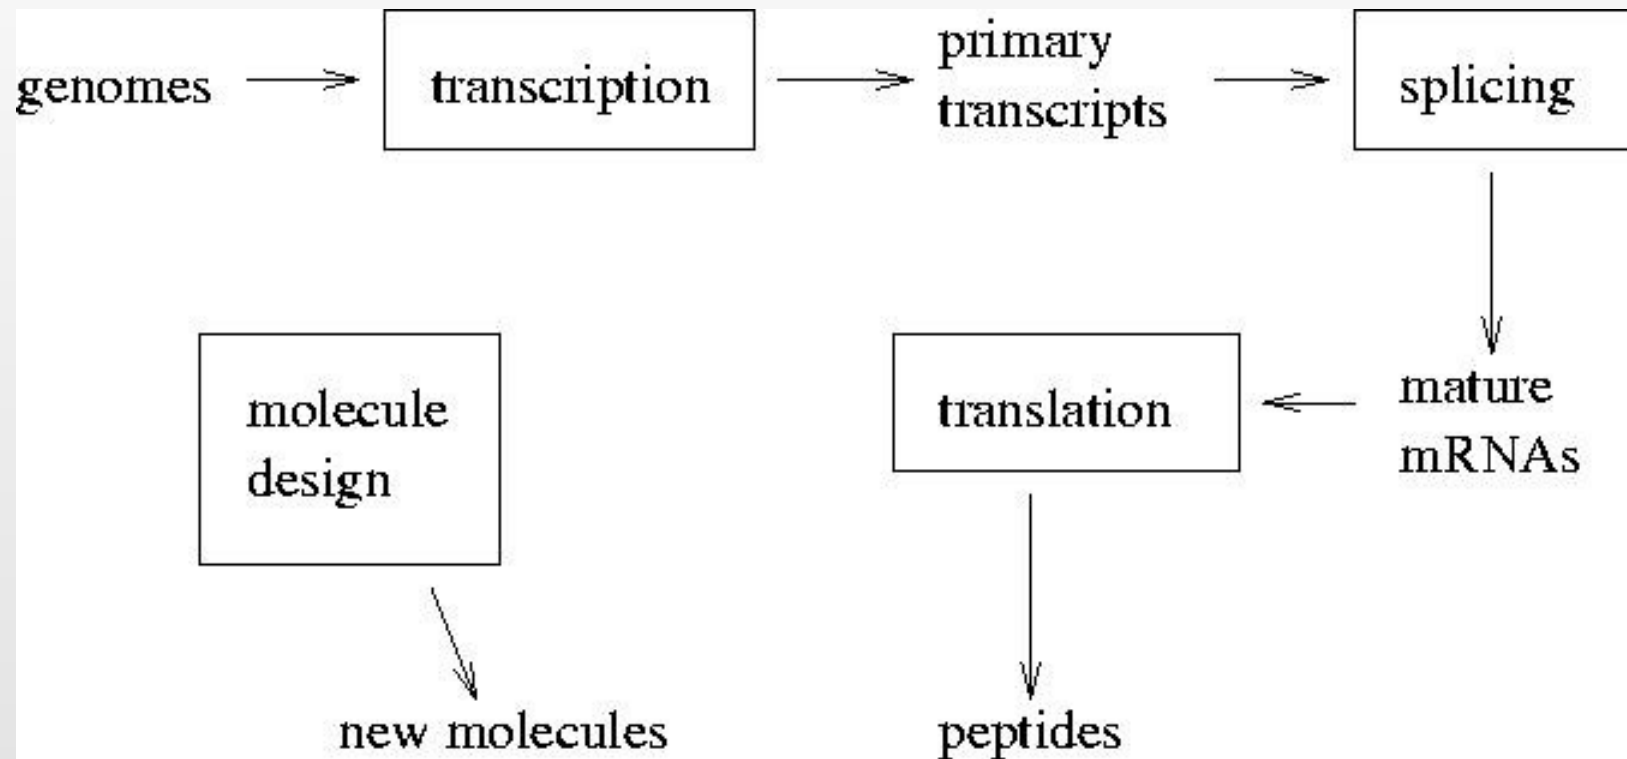 genomes
transcription
primary
transcripts
splicing
molecule
design
translation
mature
mRNAs
new molecules
peptides